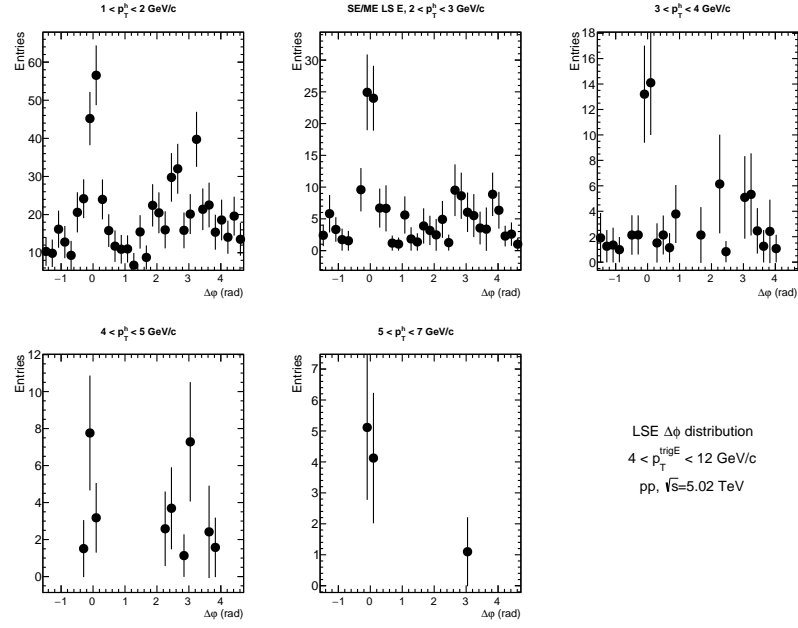 1 < p_T^h < 2 GeV/c
Entries
60
50
40
30
20
10
−1 0 1 2 3 4
Δφ (rad)
SE/ME LS E, 2 < p_T^h < 3 GeV/c
Entries
30
25
20
15
10
5
0
−1 0 1 2 3 4
Δφ (rad)
3 < p_T^h < 4 GeV/c
Entries
18
16
14
12
10
8
6
4
2
0
−1 0 1 2 3 4
Δφ (rad)
4 < p_T^h < 5 GeV/c
Entries
12
10
8
6
4
2
0
−1 0 1 2 3 4
Δφ (rad)
5 < p_T^h < 7 GeV/c
Entries
7
6
5
4
3
2
1
0
−1 0 1 2 3 4
Δφ (rad)
LSE Δϕ distribution
4 < p_T^trigE < 12 GeV/c
pp, √s=5.02 TeV